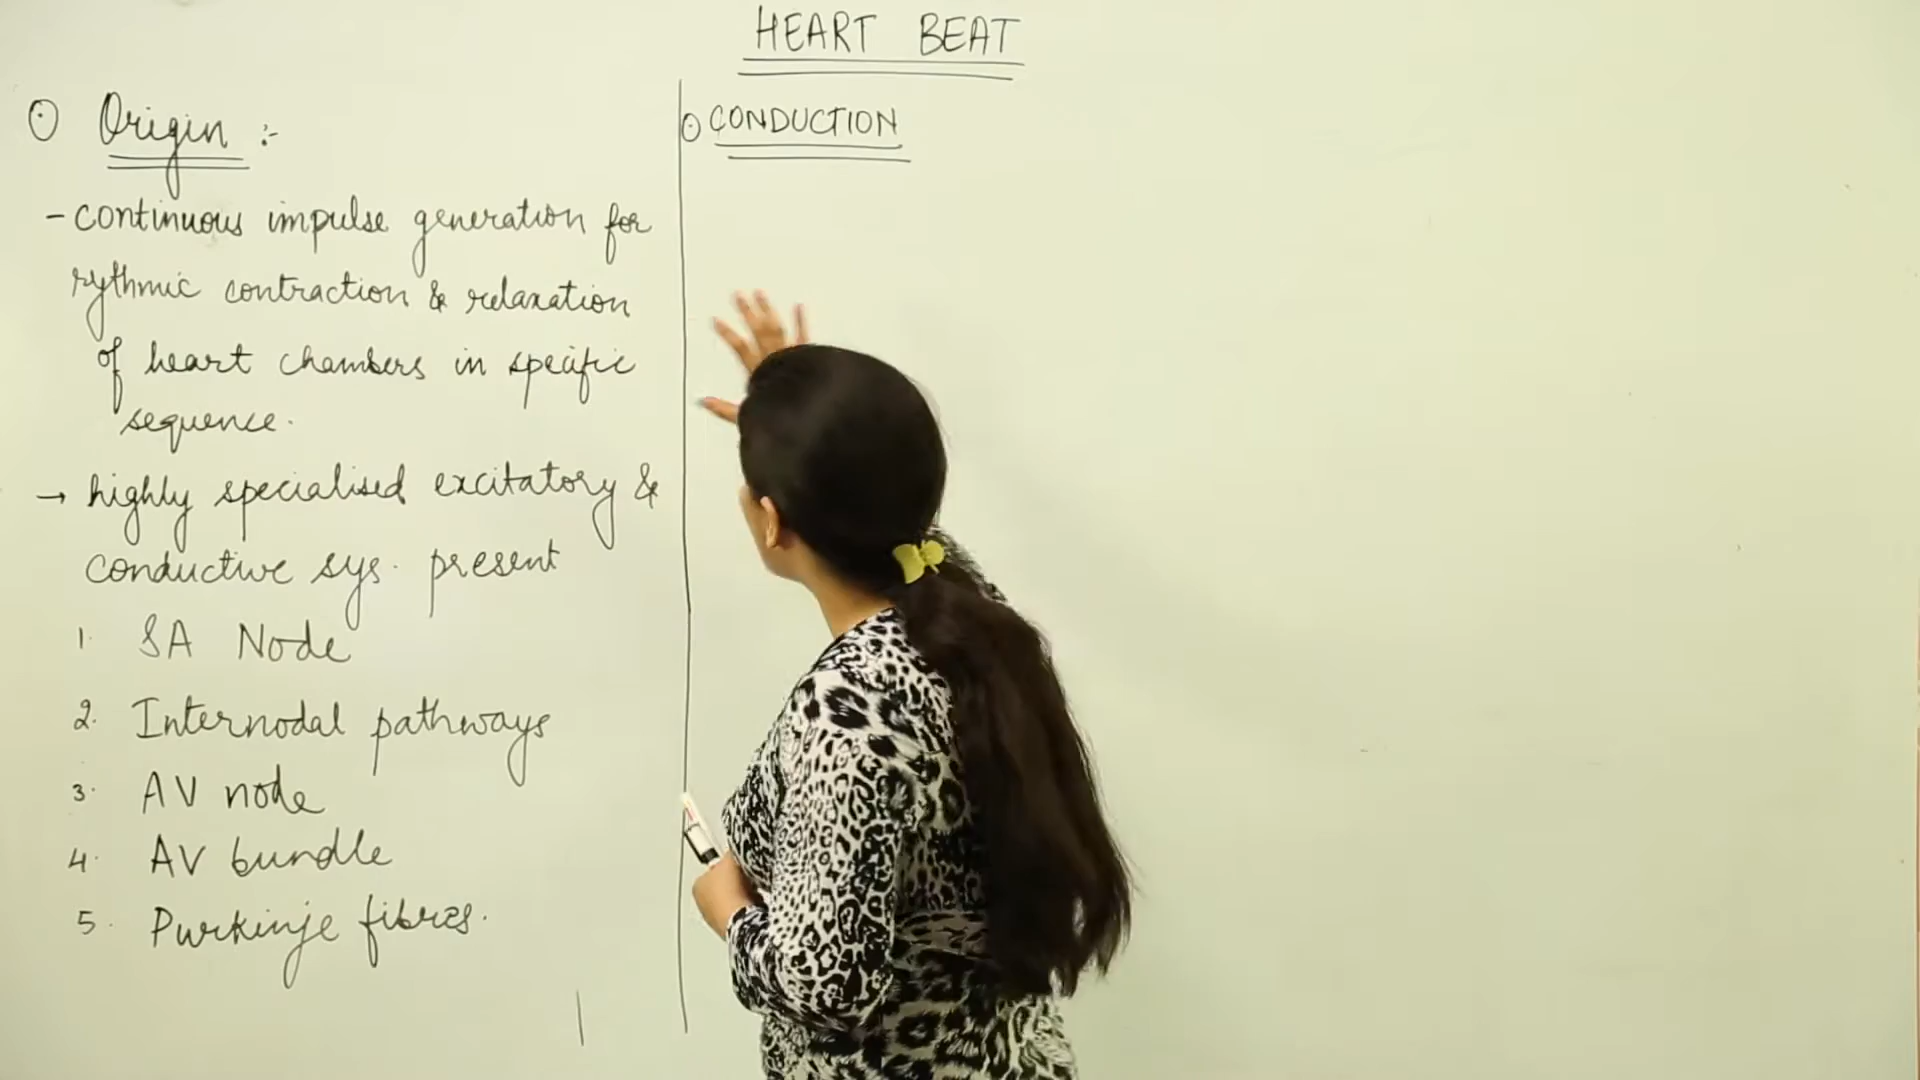 HEART BEAT
Origin :-
- continuous impulse generation for
rythmic contraction & relaxation
of heart chambers in specific
sequence.
→ highly specialised excitatory &
conductive sys. present
1. SA Node
2. Internodal pathways
3. AV node
4. AV bundle
5. Purkinje fibres.
CONDUCTION